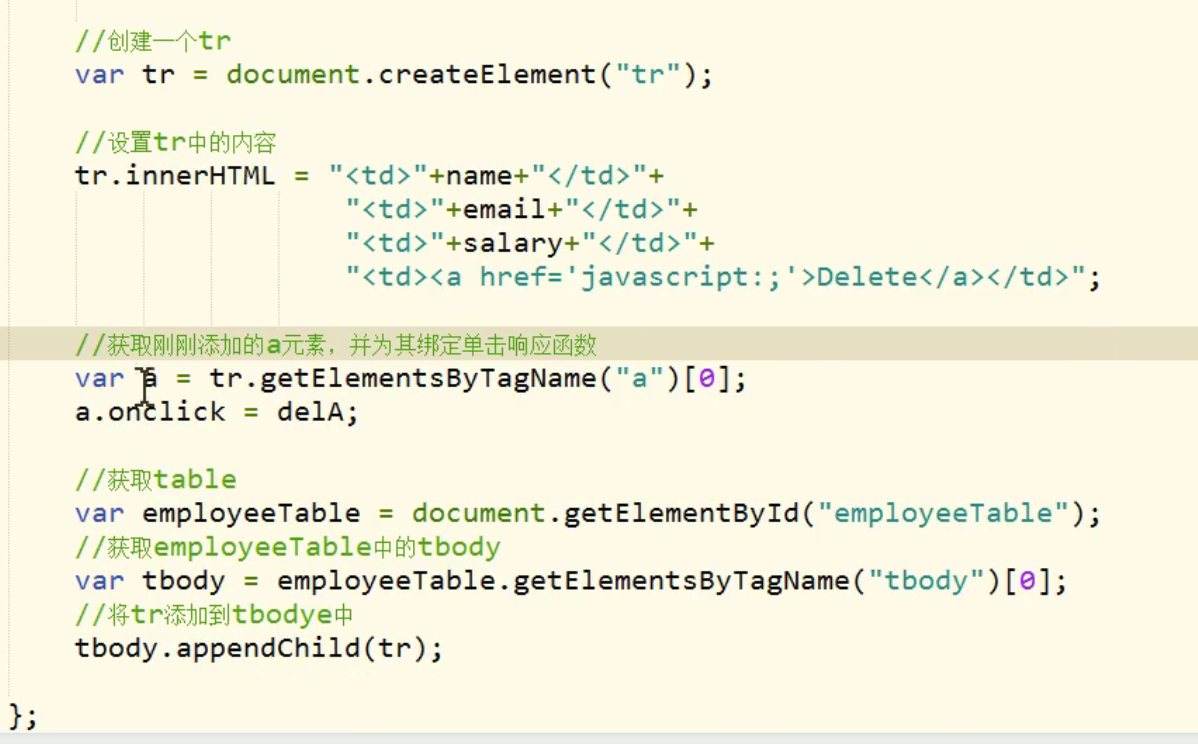 //创建一个tr
var tr = document.createElement("tr");
//设置tr中的内容
tr.innerHTML = "<td>"+name+"</td>"+
"<td>"+email+"</td>"+
"<td>"+salary+"</td>"+
"<td><a href='javascript:;'>Delete</a></td>";
//获取刚刚添加的a元素，并为其绑定单击响应函数
var a = tr.getElementsByTagName("a")[0];
a.onclick = delA;
//获取table
var employeeTable = document.getElementById("employeeTable");
//获取employeeTable中的tbody
var tbody = employeeTable.getElementsByTagName("tbody")[0];
//将tr添加到tbodye中
tbody.appendChild(tr);
};